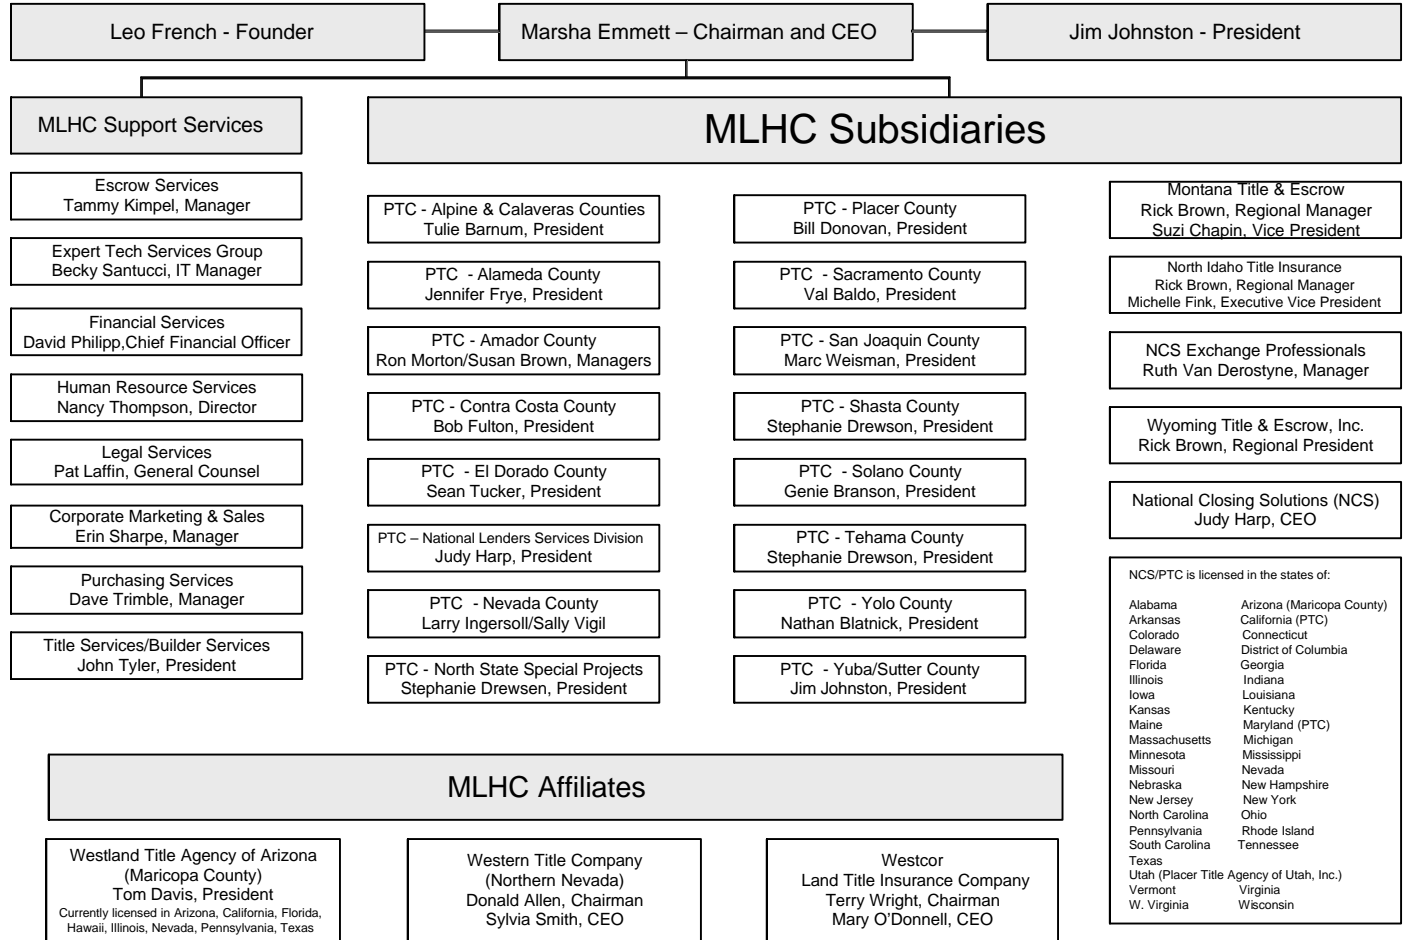 Leo French - Founder
Marsha Emmett – Chairman and CEO
Jim Johnston - President
MLHC Support Services
MLHC Subsidiaries
Escrow Services
Tammy Kimpel, Manager
Expert Tech Services Group
Becky Santucci, IT Manager
Financial Services
David Philipp,Chief Financial Officer
Human Resource Services
Nancy Thompson, Director
Legal Services
Pat Laffin, General Counsel
Corporate Marketing & Sales
Erin Sharpe, Manager
Purchasing Services
Dave Trimble, Manager
Title Services/Builder Services
John Tyler, President
PTC - Alpine & Calaveras Counties
Tulie Barnum, President
PTC - Alameda County
Jennifer Frye, President
PTC - Amador County
Ron Morton/Susan Brown, Managers
PTC - Contra Costa County
Bob Fulton, President
PTC - El Dorado County
Sean Tucker, President
PTC – National Lenders Services Division
Judy Harp, President
PTC - Nevada County
Larry Ingersoll/Sally Vigil
PTC - North State Special Projects
Stephanie Drewsen, President
PTC - Placer County
Bill Donovan, President
PTC - Sacramento County
Val Baldo, President
PTC - San Joaquin County
Marc Weisman, President
PTC - Shasta County
Stephanie Drewson, President
PTC - Solano County
Genie Branson, President
PTC - Tehama County
Stephanie Drewson, President
PTC - Yolo County
Nathan Blatnick, President
PTC - Yuba/Sutter County
Jim Johnston, President
Montana Title & Escrow
Rick Brown, Regional Manager
Suzi Chapin, Vice President
North Idaho Title Insurance
Rick Brown, Regional Manager
Michelle Fink, Executive Vice President
NCS Exchange Professionals
Ruth Van Derostyne, Manager
Wyoming Title & Escrow, Inc.
Rick Brown, Regional President
National Closing Solutions (NCS)
Judy Harp, CEO
NCS/PTC is licensed in the states of:
Alabama Arizona (Maricopa County)
Arkansas California (PTC)
Colorado Connecticut
Delaware District of Columbia
Florida Georgia
Illinois Indiana
Iowa Louisiana
Kansas Kentucky
Maine Maryland (PTC)
Massachusetts Michigan
Minnesota Mississippi
Missouri Nevada
Nebraska New Hampshire
New Jersey New York
North Carolina Ohio
Pennsylvania Rhode Island
South Carolina Tennessee
Texas
Utah (Placer Title Agency of Utah, Inc.)
Vermont Virginia
W. Virginia Wisconsin
MLHC Affiliates
Westland Title Agency of Arizona
(Maricopa County)
Tom Davis, President
Currently licensed in Arizona, California, Florida,
Hawaii, Illinois, Nevada, Pennsylvania, Texas
Western Title Company
(Northern Nevada)
Donald Allen, Chairman
Sylvia Smith, CEO
Westcor
Land Title Insurance Company
Terry Wright, Chairman
Mary O'Donnell, CEO